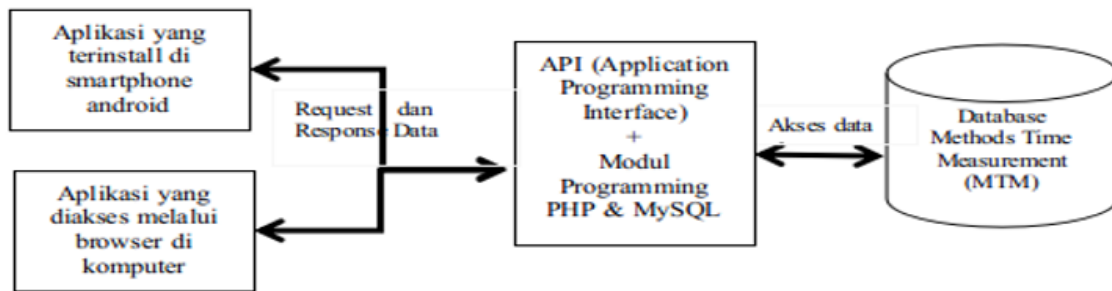 Aplikasi yang
terinstall di
smartphone
android
Aplikasi yang
diakses melalui
browser di
komputer
Request dan
Response Data
API (Application
Programming
Interface)
+
Modul
Programming
PHP & MySQL
Akses data
Database
Methods Time
Measurement
(MTM)